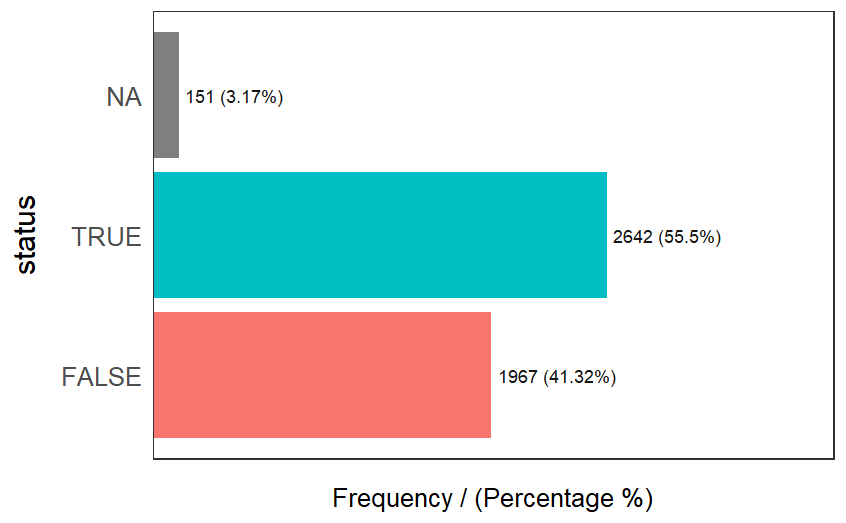 NA
151 (3.17%)
TRUE
2642 (55.5%)
FALSE
1967 (41.32%)
status
Frequency / (Percentage %)